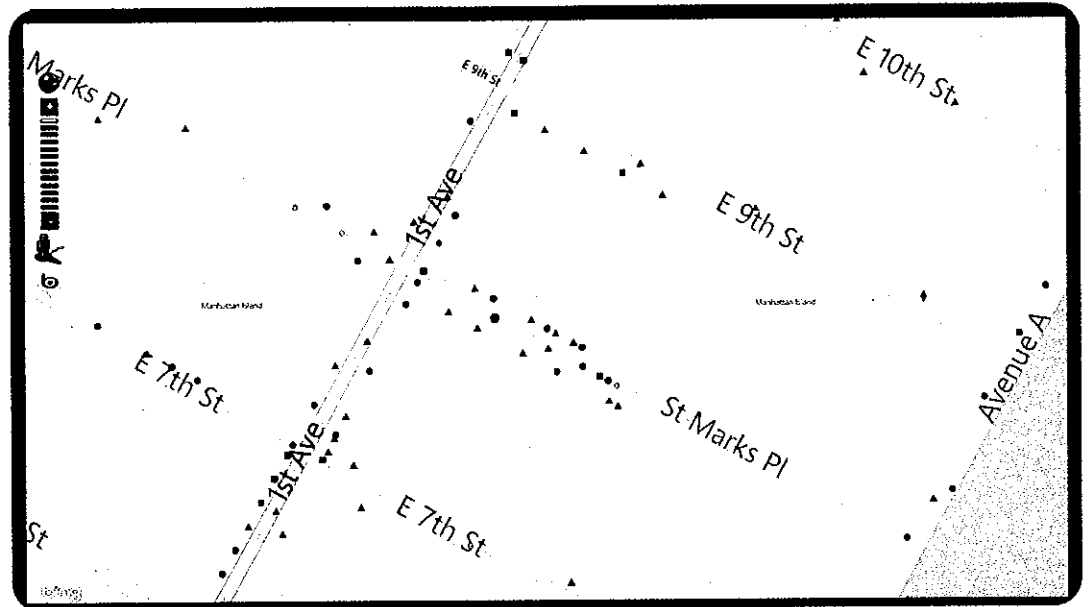 Marks Pl
E 9th St
E 10th St
1st Ave
E 9th St
Manhattan Island
Manhattan Island
Avenue A
E 7th St
St Marks Pl
1st Ave
E 7th St
St